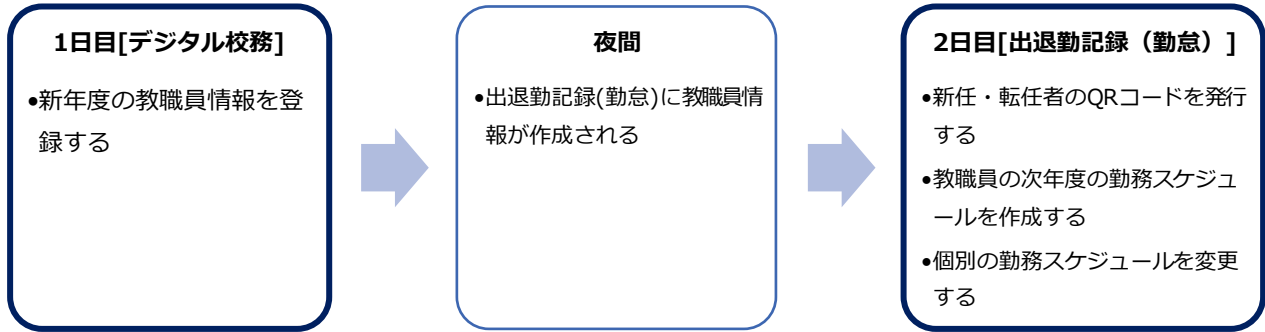 1日目[デジタル校務]
•新年度の教職員情報を登
録する
夜間
•出退勤記録(勤怠)に教職員情
報が作成される
2日目[出退勤記録（勤怠）]
•新任・転任者のQRコードを発行
する
•教職員の次年度の勤務スケジュ
ールを作成する
•個別の勤務スケジュールを変更
する